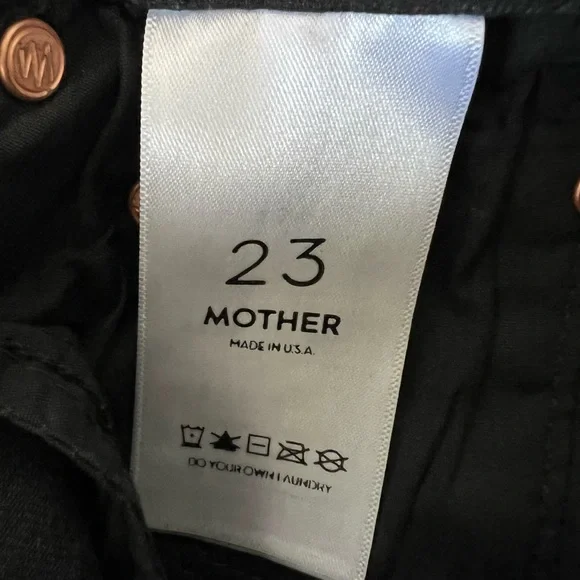 23
MOTHER
MADE IN U.S.A.
DO YOUR OWN LAUNDRY